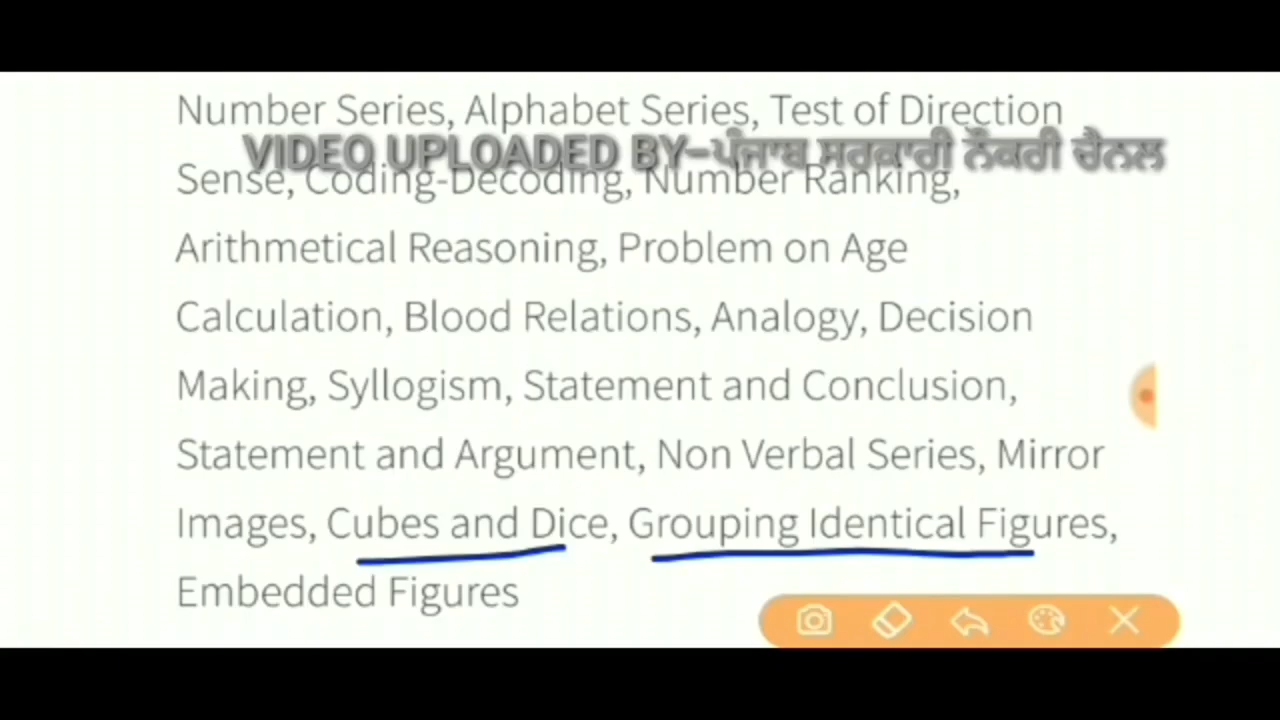 Number Series, Alphabet Series, Test of Direction
VIDEO UPLOADED BY-ਪੰਜਾਬ ਸਰਕਾਰੀ ਨੌਕਰੀ ਚੈਨਲ
Sense, Coding-Decoding, Number Ranking,
Arithmetical Reasoning, Problem on Age
Calculation, Blood Relations, Analogy, Decision
Making, Syllogism, Statement and Conclusion,
Statement and Argument, Non Verbal Series, Mirror
Images, Cubes and Dice, Grouping Identical Figures,
Embedded Figures